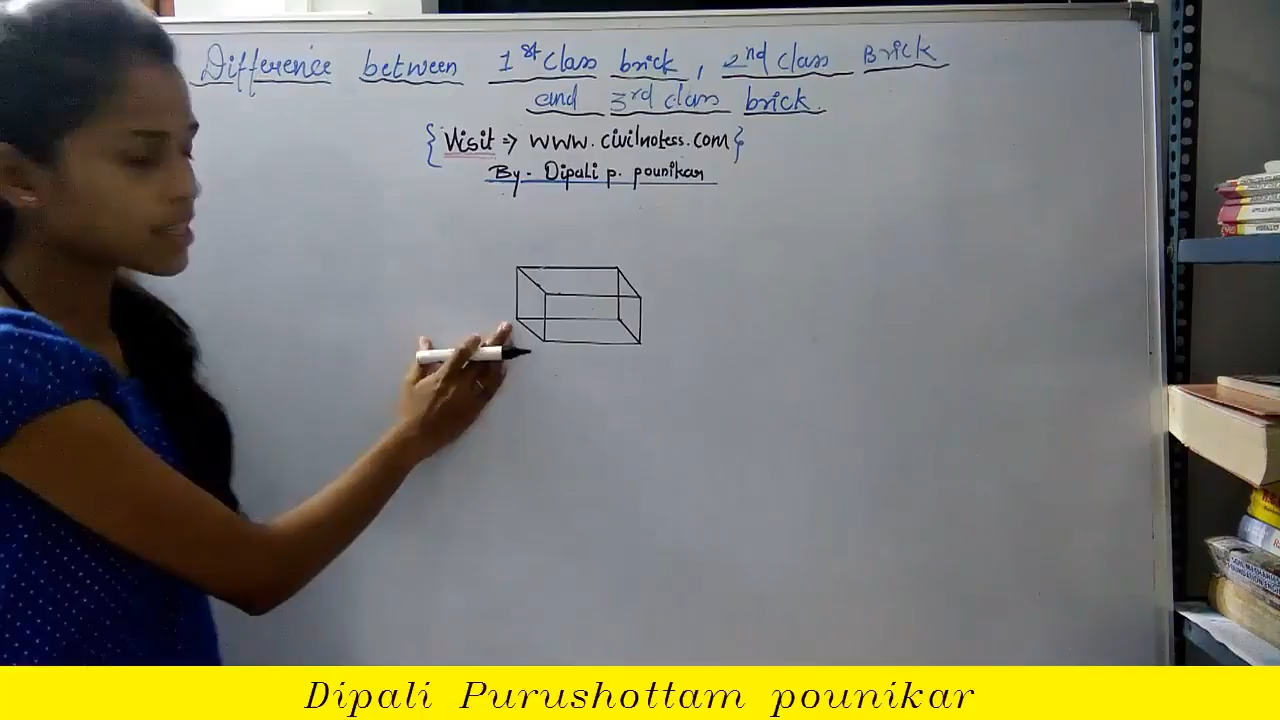 Difference between 1st class brick, 2nd class Brick
and 3rd class brick.
{Visit => www.civilnotess.com}
By - Dipali p. pounikar
Dipali Purushottam pounikar